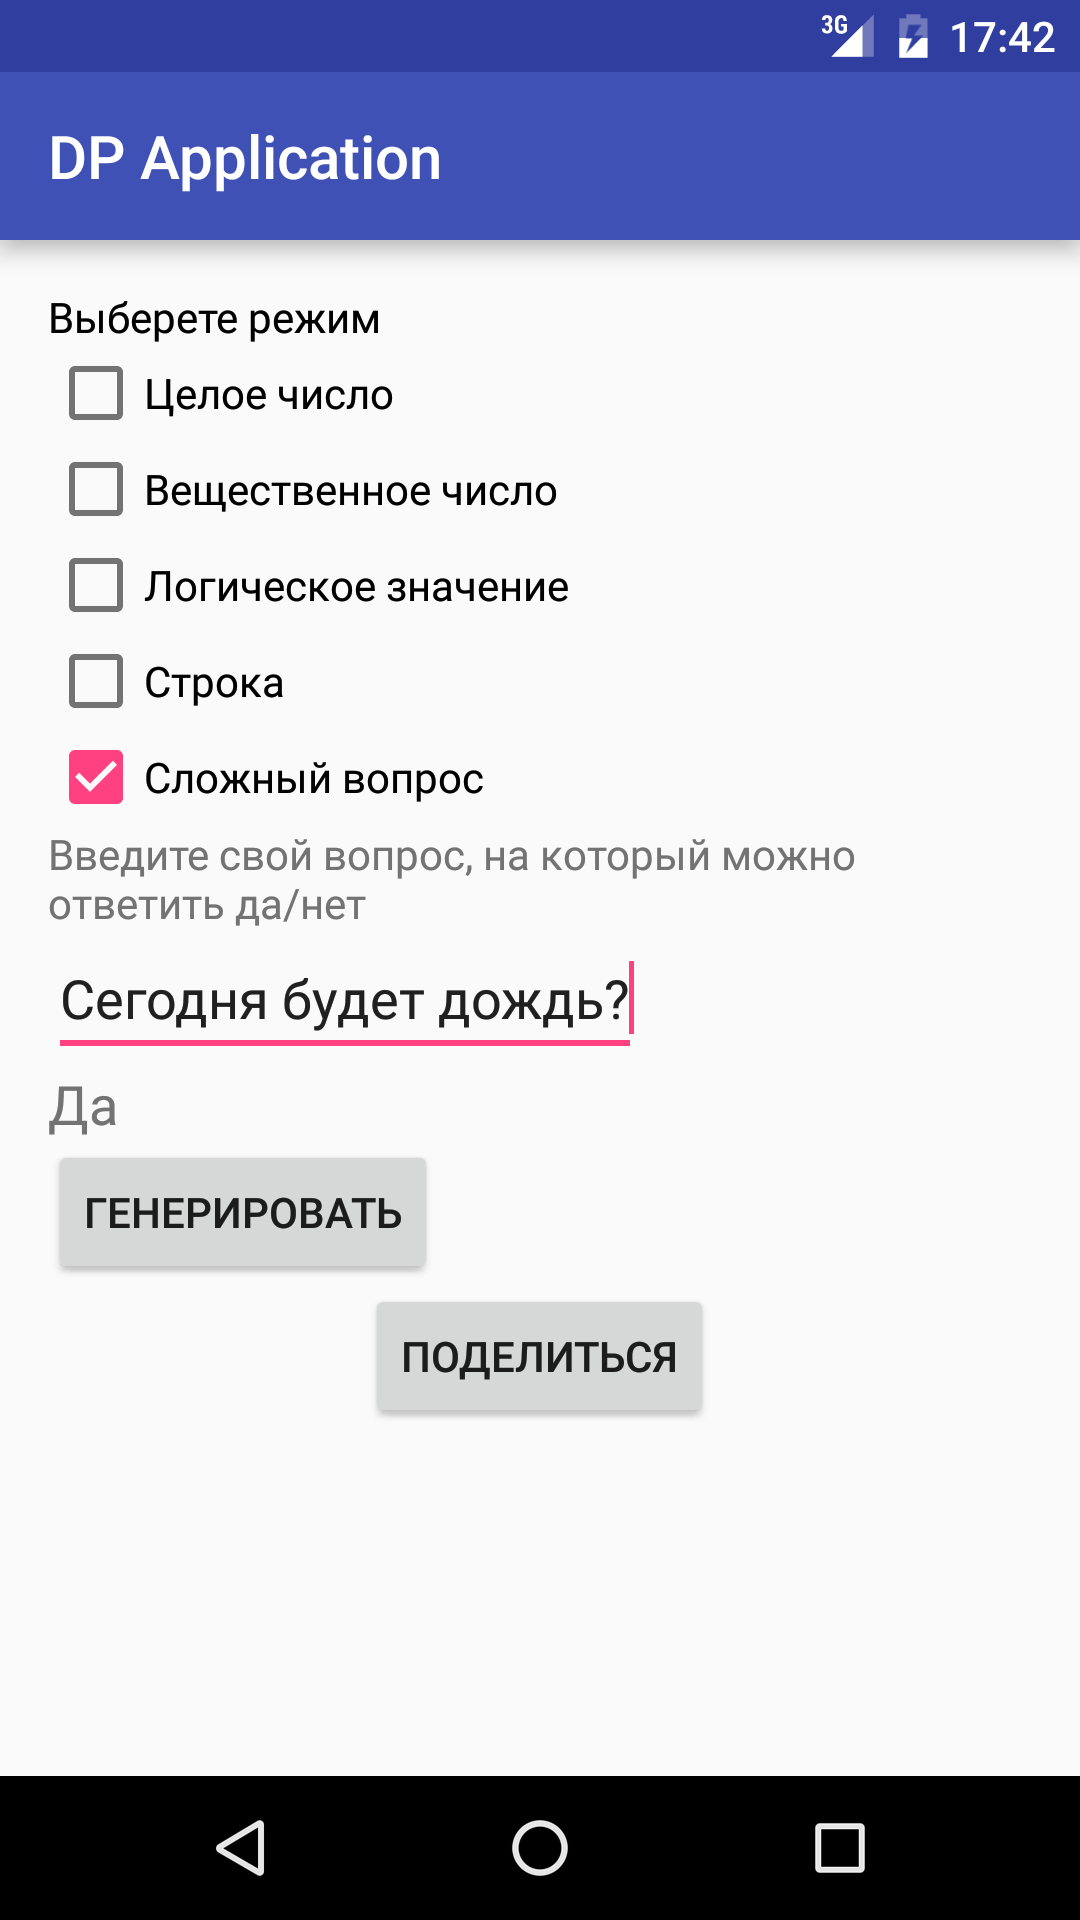 3G 17:42
DP Application
Выберете режим
Целое число
Вещественное число
Логическое значение
Строка
Сложный вопрос
Введите свой вопрос, на который можно
ответить да/нет
Сегодня будет дождь?
Да
ГЕНЕРИРОВАТЬ
ПОДЕЛИТЬСЯ